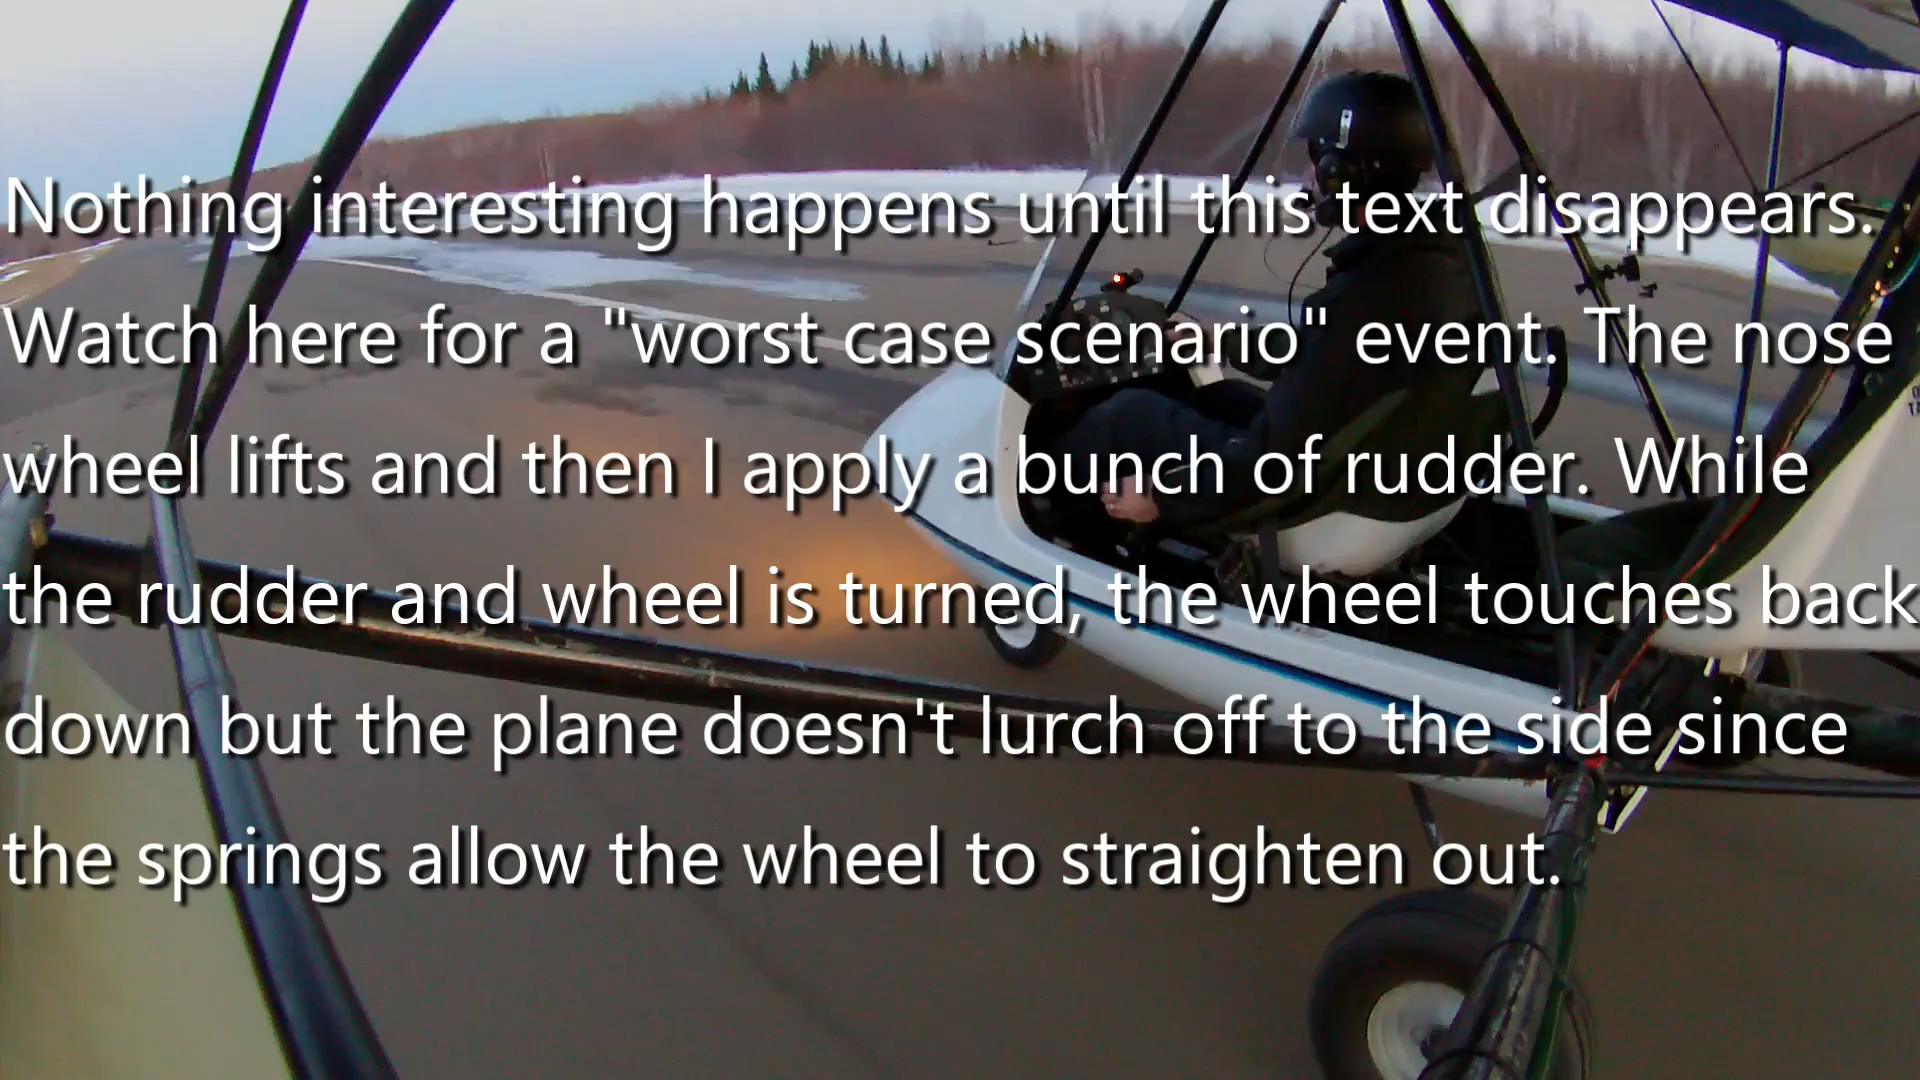 Nothing interesting happens until this text disappears.
Watch here for a "worst case scenario" event. The nose
wheel lifts and then I apply a bunch of rudder. While
the rudder and wheel is turned, the wheel touches back
down but the plane doesn't lurch off to the side since
the springs allow the wheel to straighten out.